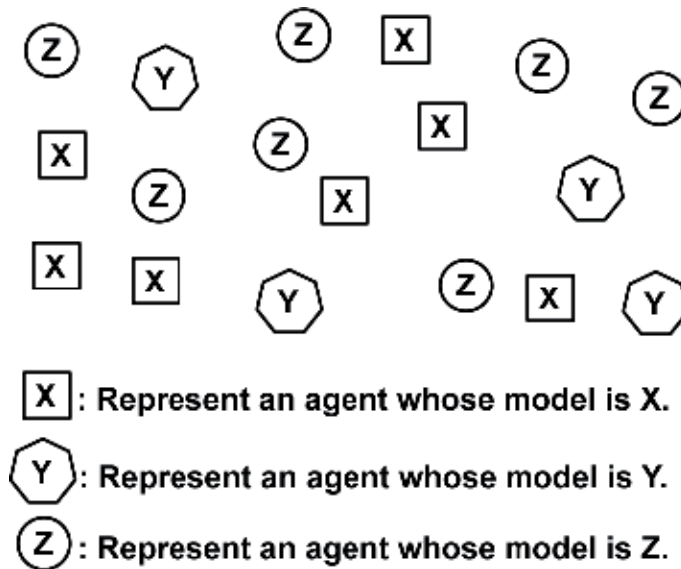 Z
Y
Z
X
Z
Z
X
Z
X
Z
X
Y
X
X
Y
Z
X
Y
X : Represent an agent whose model is X.
Y : Represent an agent whose model is Y.
Z : Represent an agent whose model is Z.